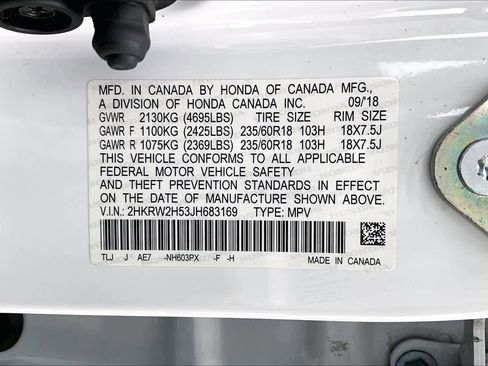 MFD. IN CANADA BY HONDA OF CANADA MFG.,
A DIVISION OF HONDA CANADA INC. 09/'18
GVWR 2130KG (4695LBS) TIRE SIZE RIM SIZE
GAWR F 1100KG (2425LBS) 235/60R18 103H 18X7.5J
GAWR R 1075KG (2369LBS) 235/60R18 103H 18X7.5J
THIS VEHICLE CONFORMS TO ALL APPLICABLE
FEDERAL MOTOR VEHICLE SAFETY
AND THEFT PREVENTION STANDARDS IN EFFECT
ON THE DATE OF MANUFACTURE SHOWN ABOVE.
V.I.N.: 2HKRW2H53JH683169 TYPE: MPV
TLJ J AE7 -NH603PX -F -H
MADE IN CANADA